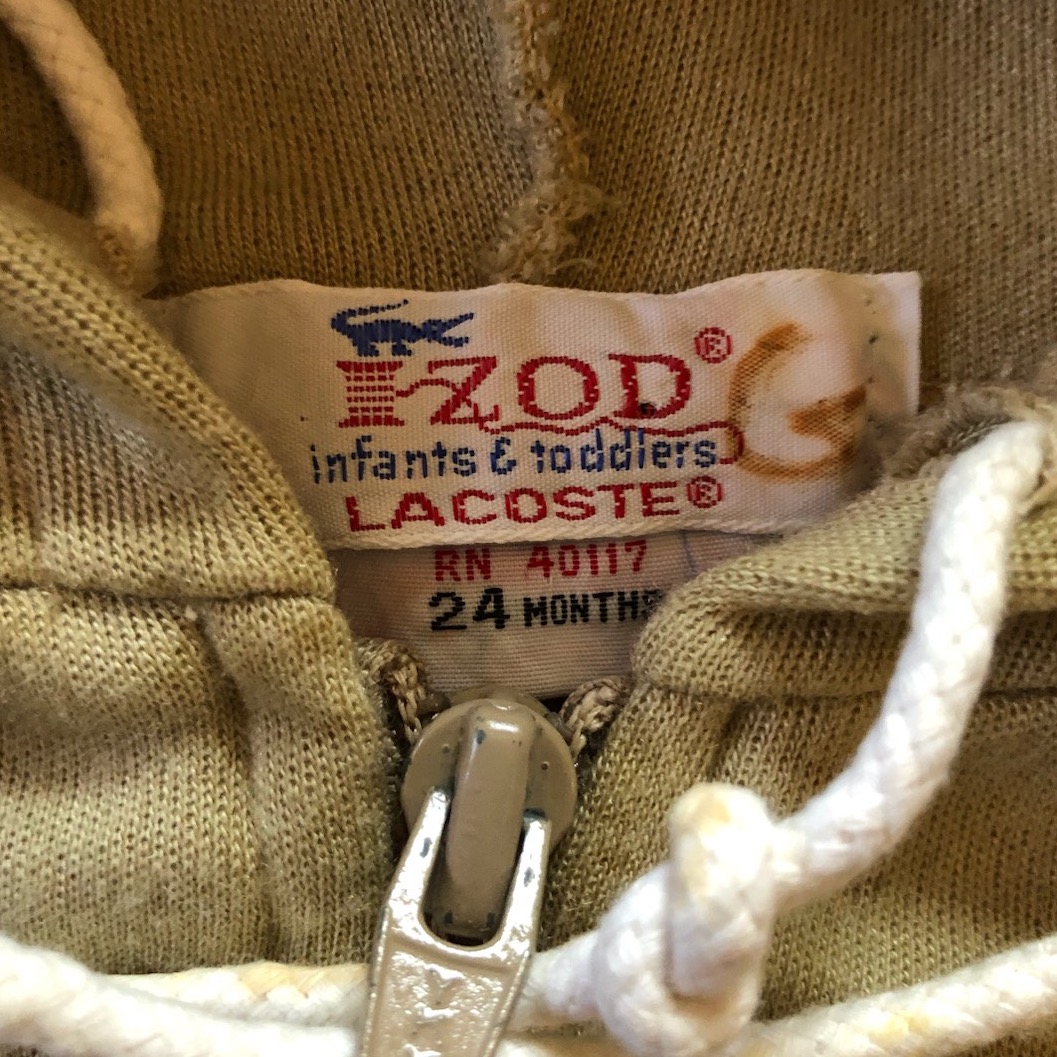 IZOD® G
infants & toddlers
LACOSTE®
RN 40117
24 MONTHS